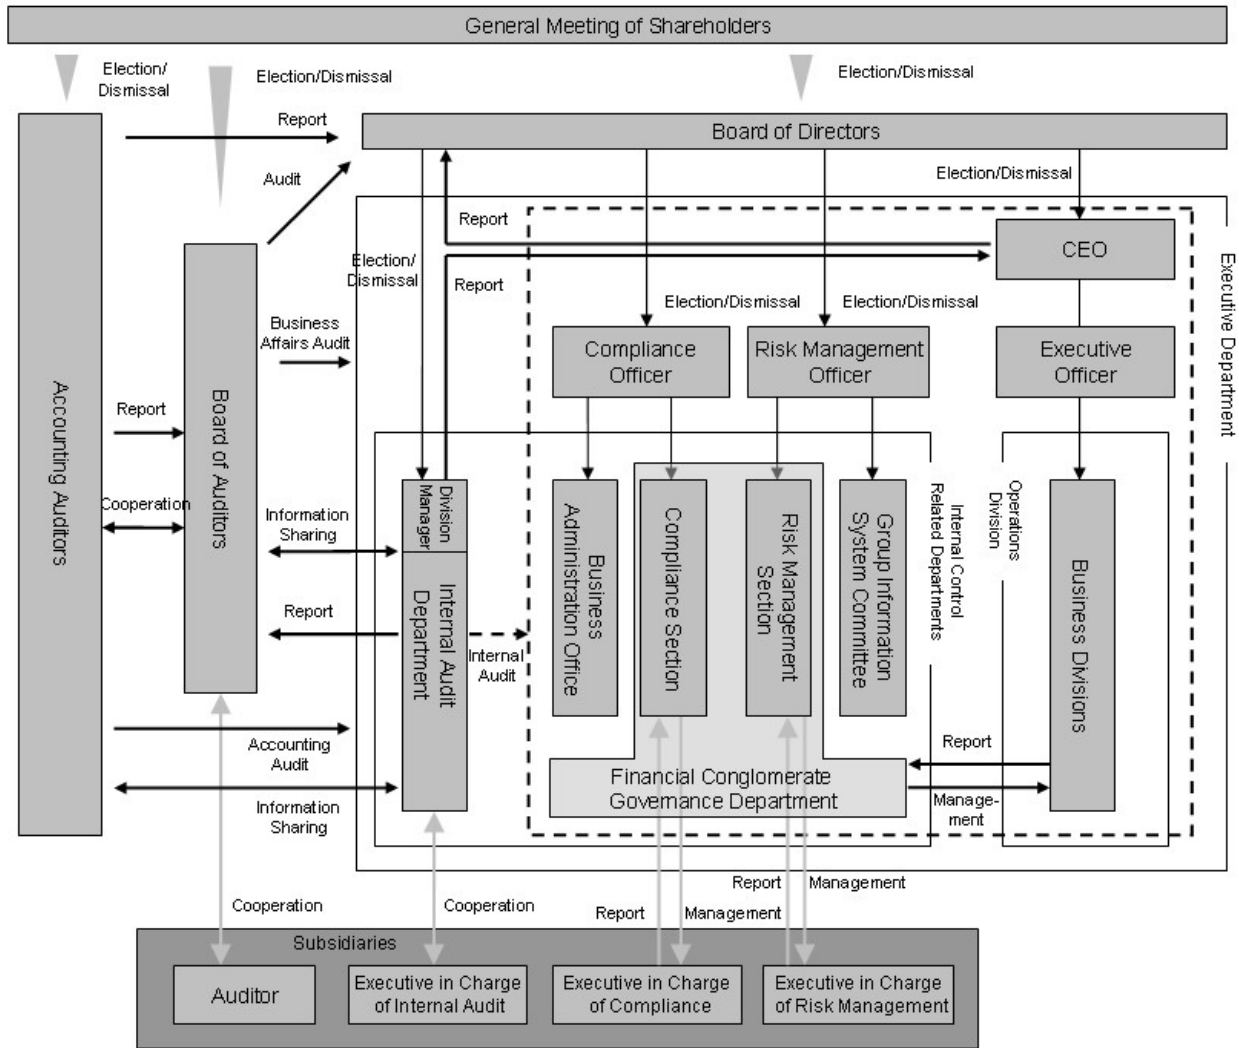 General Meeting of Shareholders
Election/
Dismissal
Election/Dismissal
Election/Dismissal
Report
Board of Directors
Audit
Election/Dismissal
Report
CEO
Election/
Dismissal
Report
Executive Department
Election/Dismissal
Election/Dismissal
Business
Affairs Audit
Compliance
Officer
Risk Management
Officer
Executive
Officer
Accounting Auditors
Board of Auditors
Report
Cooperation
Information
Sharing
Division
Manager
Internal Audit
Department
Business
Administration Office
Compliance Section
Risk Management
Section
Group Information
System Committee
Internal Control
Related Departments
Operations
Division
Business Divisions
Report
Internal
Audit
Accounting
Audit
Information
Sharing
Financial Conglomerate
Governance Department
Report
Manage-
ment
Report
Management
Cooperation
Cooperation
Report
Management
Subsidiaries
Auditor
Executive in Charge
of Internal Audit
Executive in Charge
of Compliance
Executive in Charge
of Risk Management